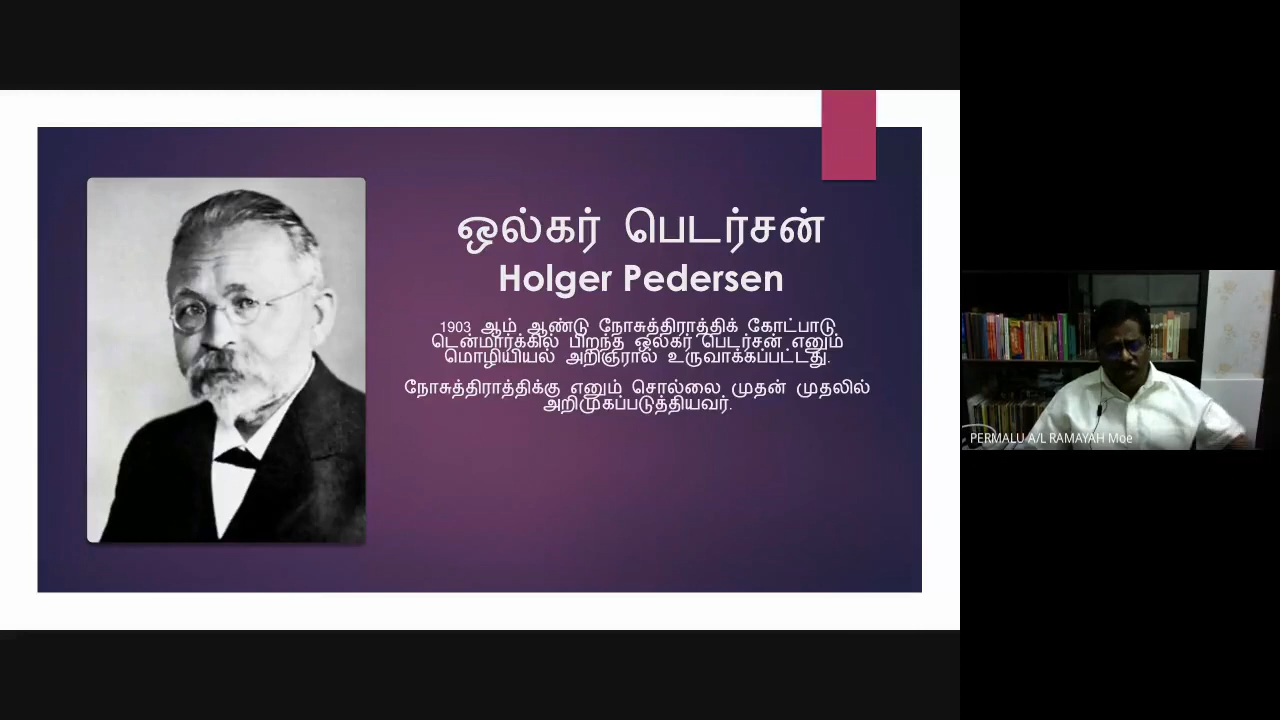 ஒல்கர் பெடர்சன்
Holger Pedersen
1903 ஆம் ஆண்டு நோசுத்திராத்திக் கோட்பாடு
டென்மார்க்கில் பிறந்த ஒல்கர் பெடர்சன் எனும்
மொழியியல் அறிஞரால் உருவாக்கப்பட்டது.
நோசுத்திராத்திக்கு எனும் சொல்லை முதன் முதலில்
அறிமுகப்படுத்தியவர்.
PERMALU A/L RAMAYAH Moe